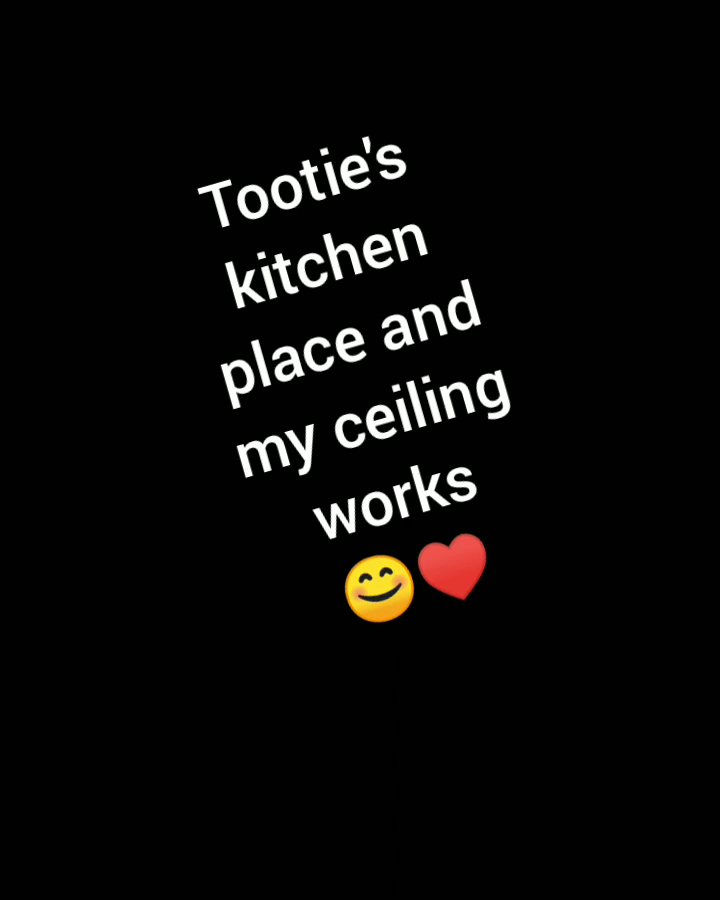 Tootie's
kitchen
place and
my ceiling
works
😊♥️